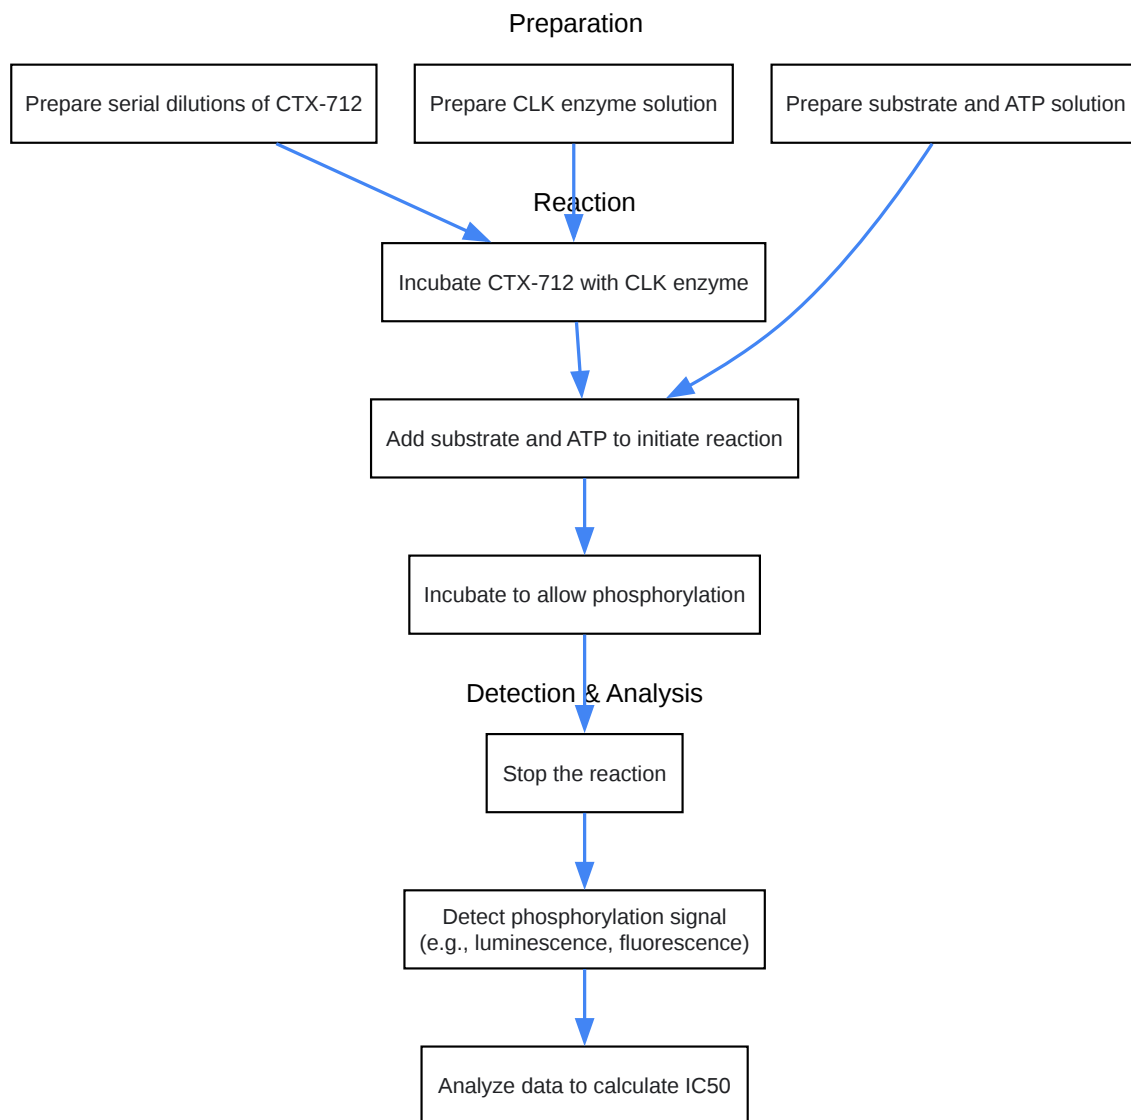 Preparation
Prepare serial dilutions of CTX-712
Prepare CLK enzyme solution
Prepare substrate and ATP solution
Reaction
Incubate CTX-712 with CLK enzyme
Add substrate and ATP to initiate reaction
Incubate to allow phosphorylation
Detection & Analysis
Stop the reaction
Detect phosphorylation signal
(e.g., luminescence, fluorescence)
Analyze data to calculate IC50